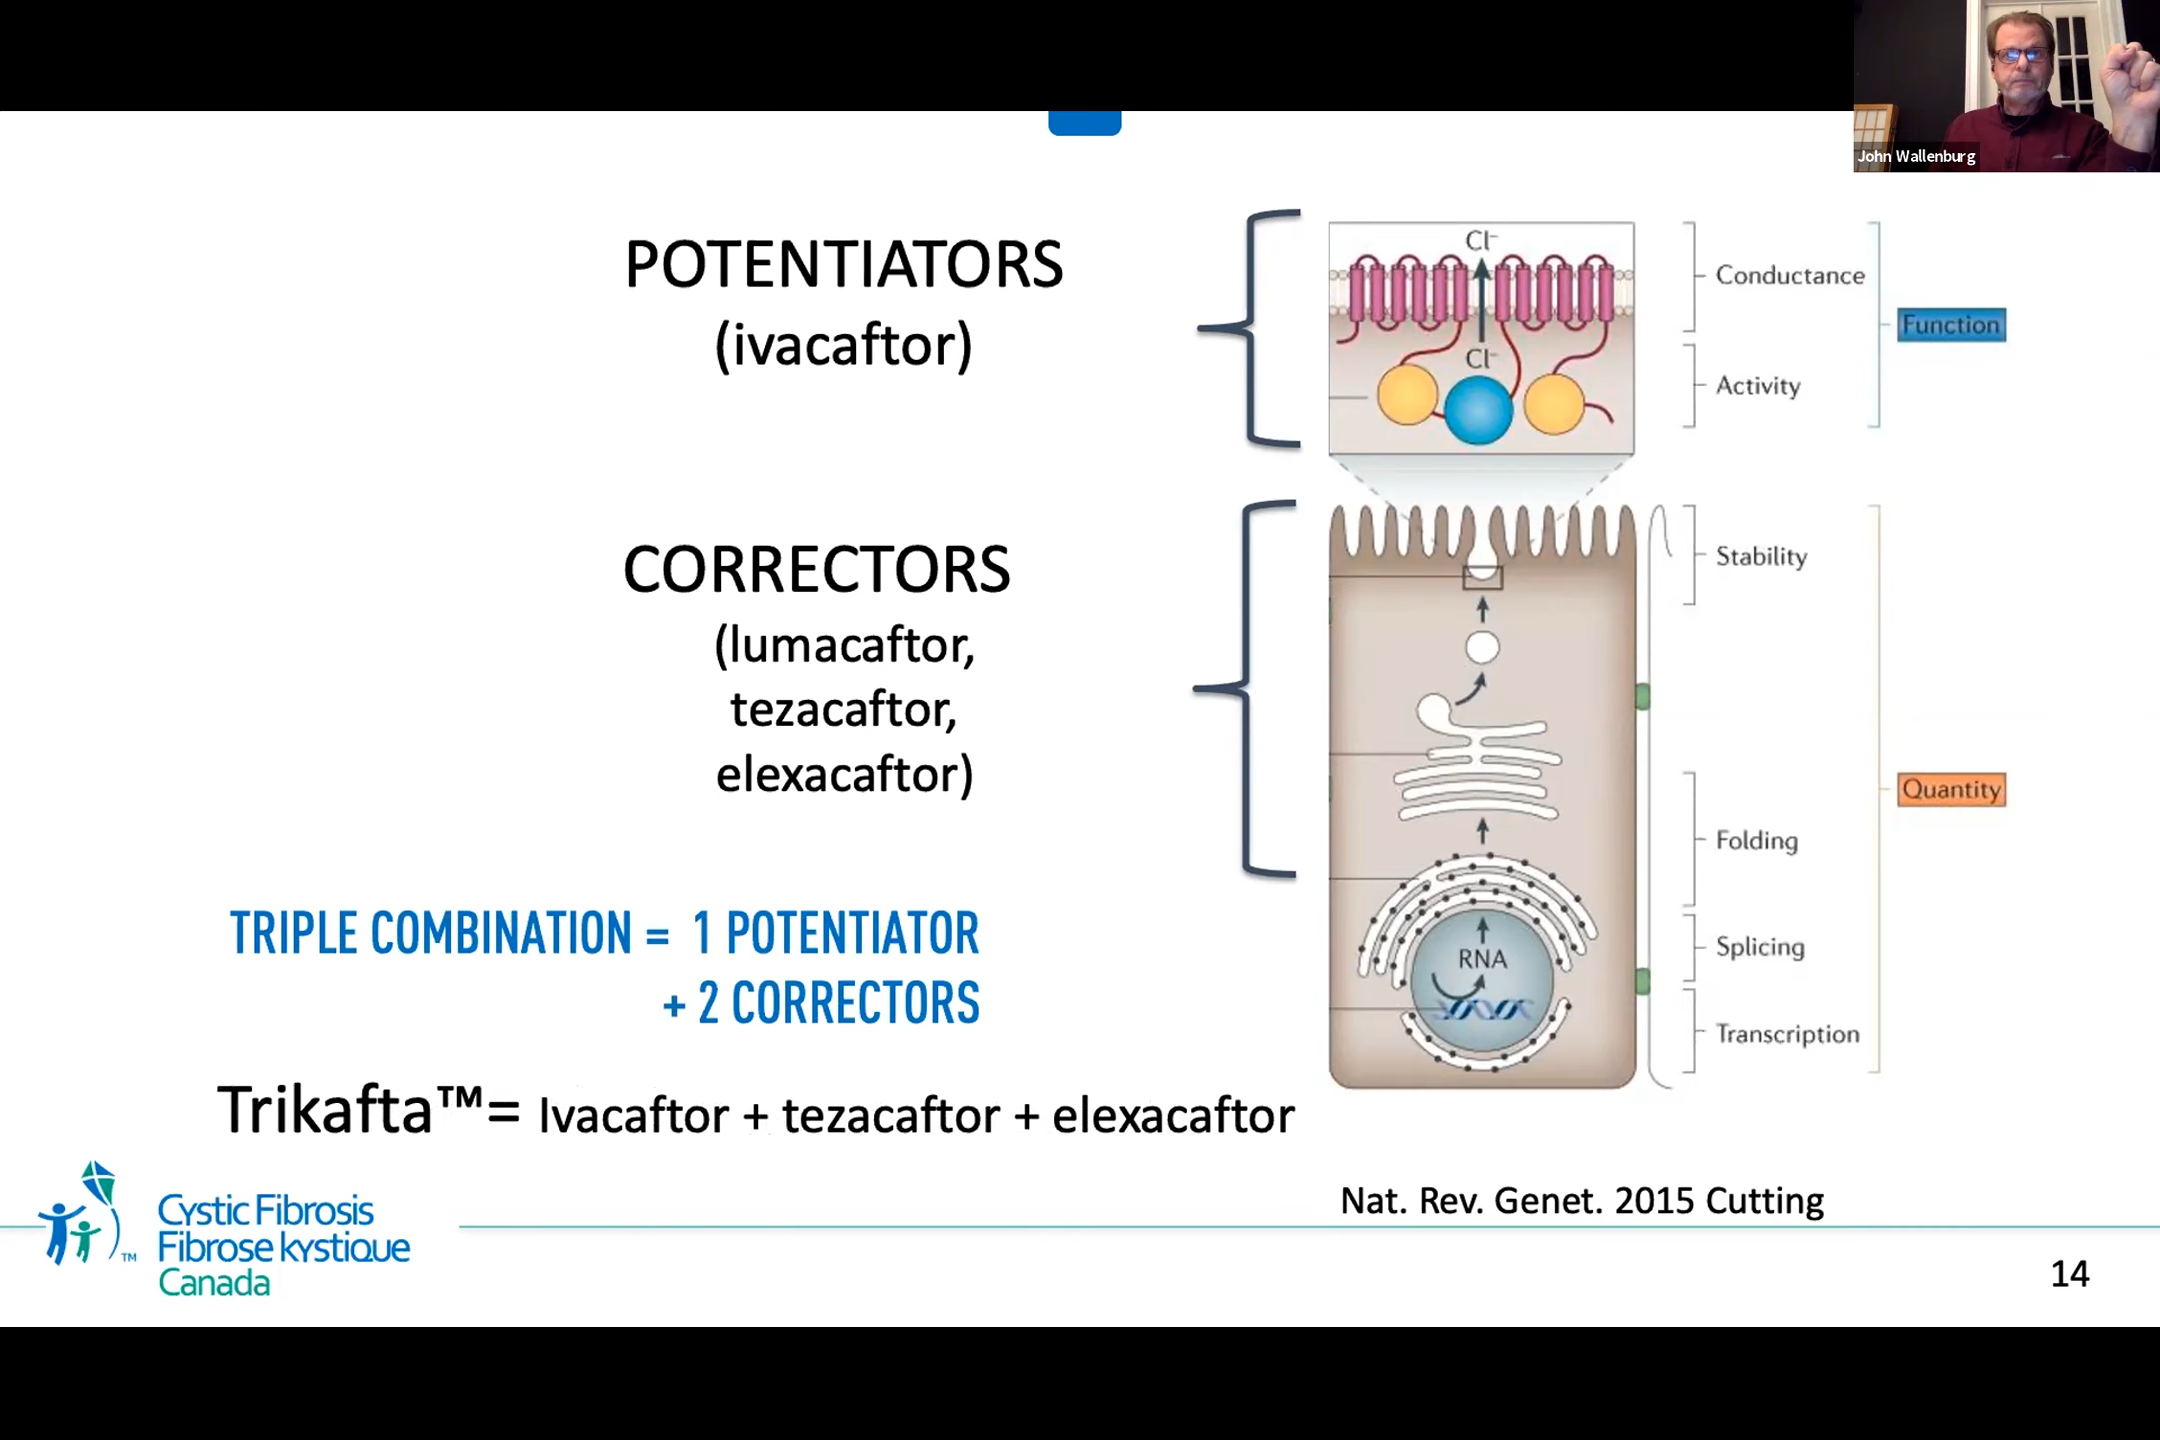 John Wallenburg
POTENTIATORS
(ivacaftor)
Cl⁻
Cl⁻
Conductance
Activity
Function
CORRECTORS
(lumacaftor,
tezacaftor,
elexacaftor)
Stability
Folding
Splicing
Transcription
Quantity
RNA
TRIPLE COMBINATION = 1 POTENTIATOR
+ 2 CORRECTORS
Trikafta™= Ivacaftor + tezacaftor + elexacaftor
Nat. Rev. Genet. 2015 Cutting
Cystic Fibrosis
Fibrose kystique
Canada
TM
14